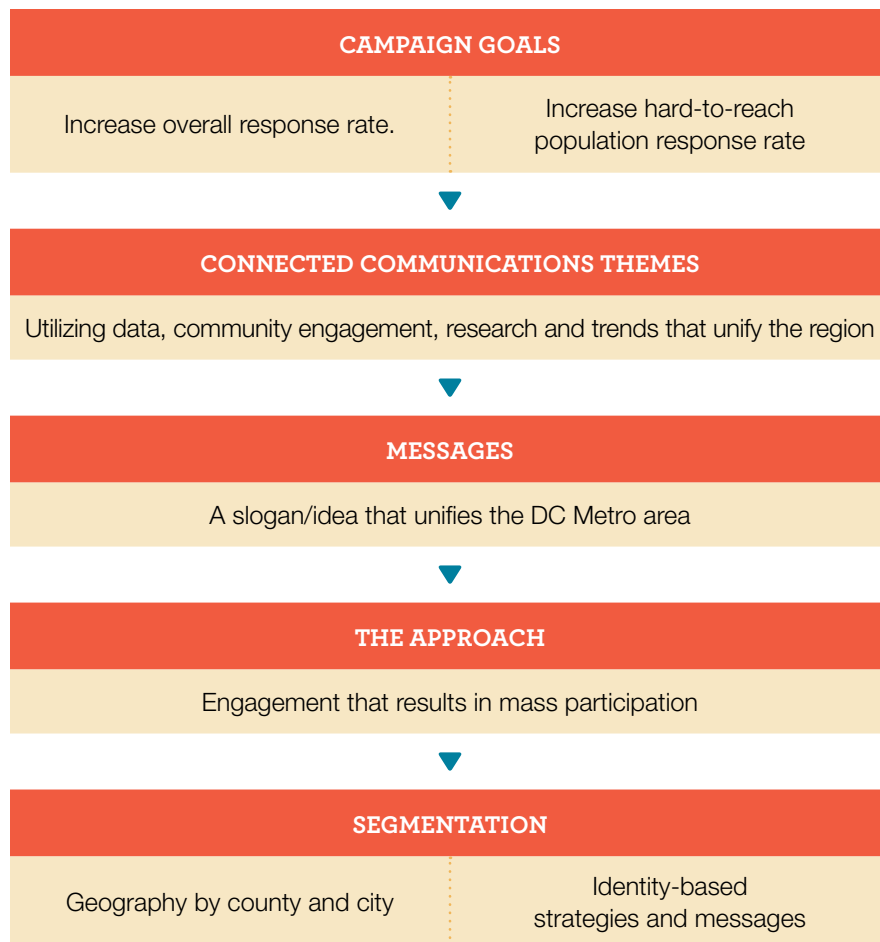 CAMPAIGN GOALS
Increase overall response rate.
Increase hard-to-reach
population response rate
CONNECTED COMMUNICATIONS THEMES
Utilizing data, community engagement, research and trends that unify the region
MESSAGES
A slogan/idea that unifies the DC Metro area
THE APPROACH
Engagement that results in mass participation
SEGMENTATION
Geography by county and city
Identity-based
strategies and messages